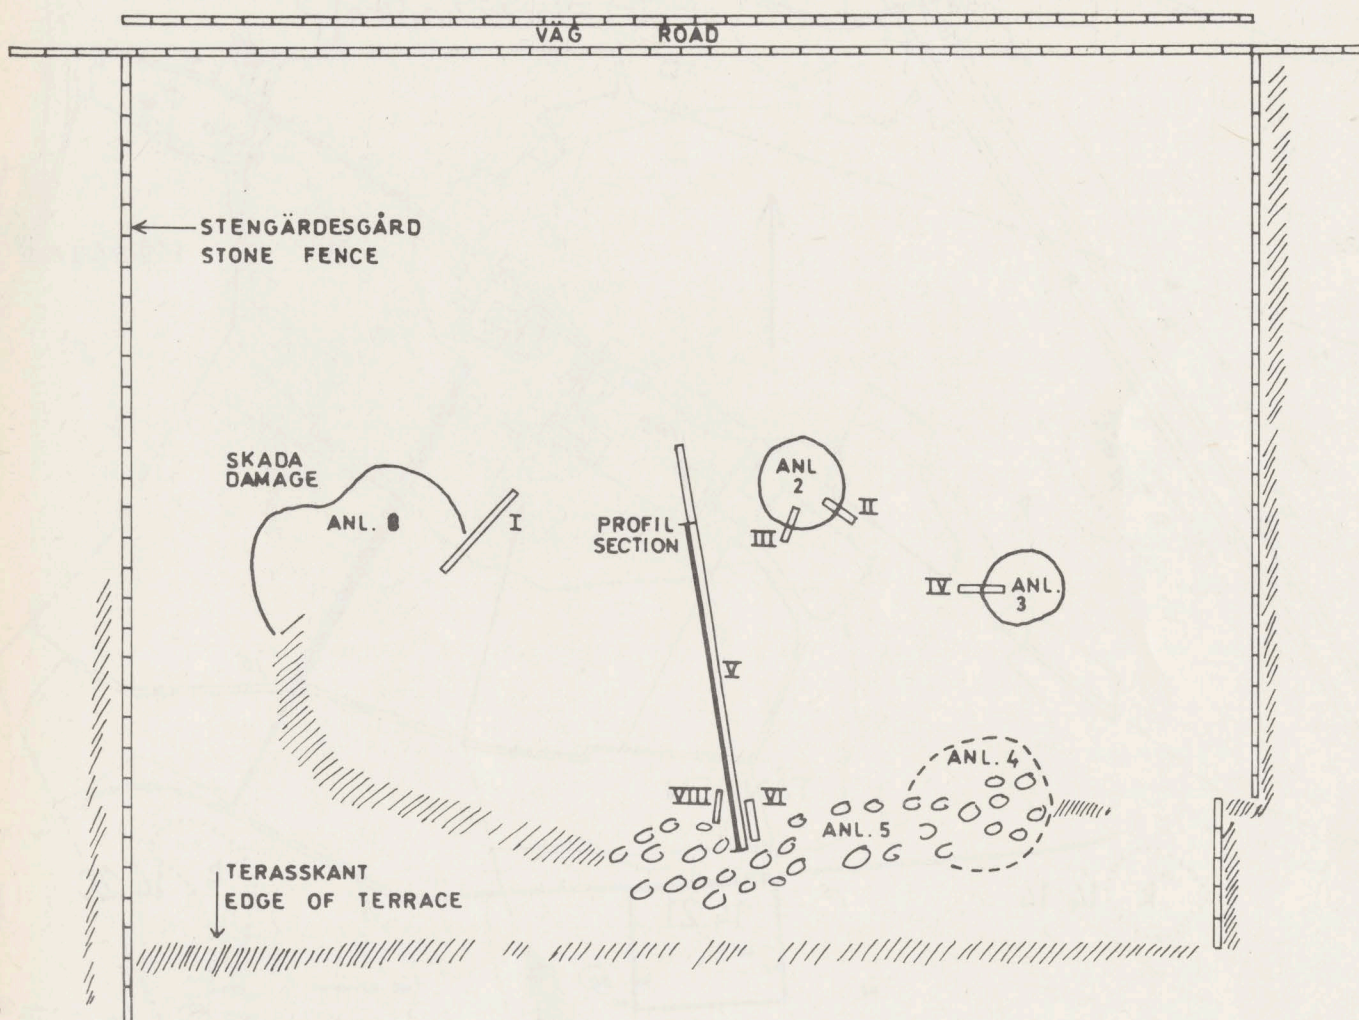 VÄG ROAD
STENGÄRDESGÅRD
STONE FENCE
SKADA
DAMAGE
ANL. 8
I
PROFIL
SECTION
ANL
2
II
III
IV
ANL.
3
V
ANL. 4
VIII
VI
ANL. 5
TERASSKANT
EDGE OF TERRACE